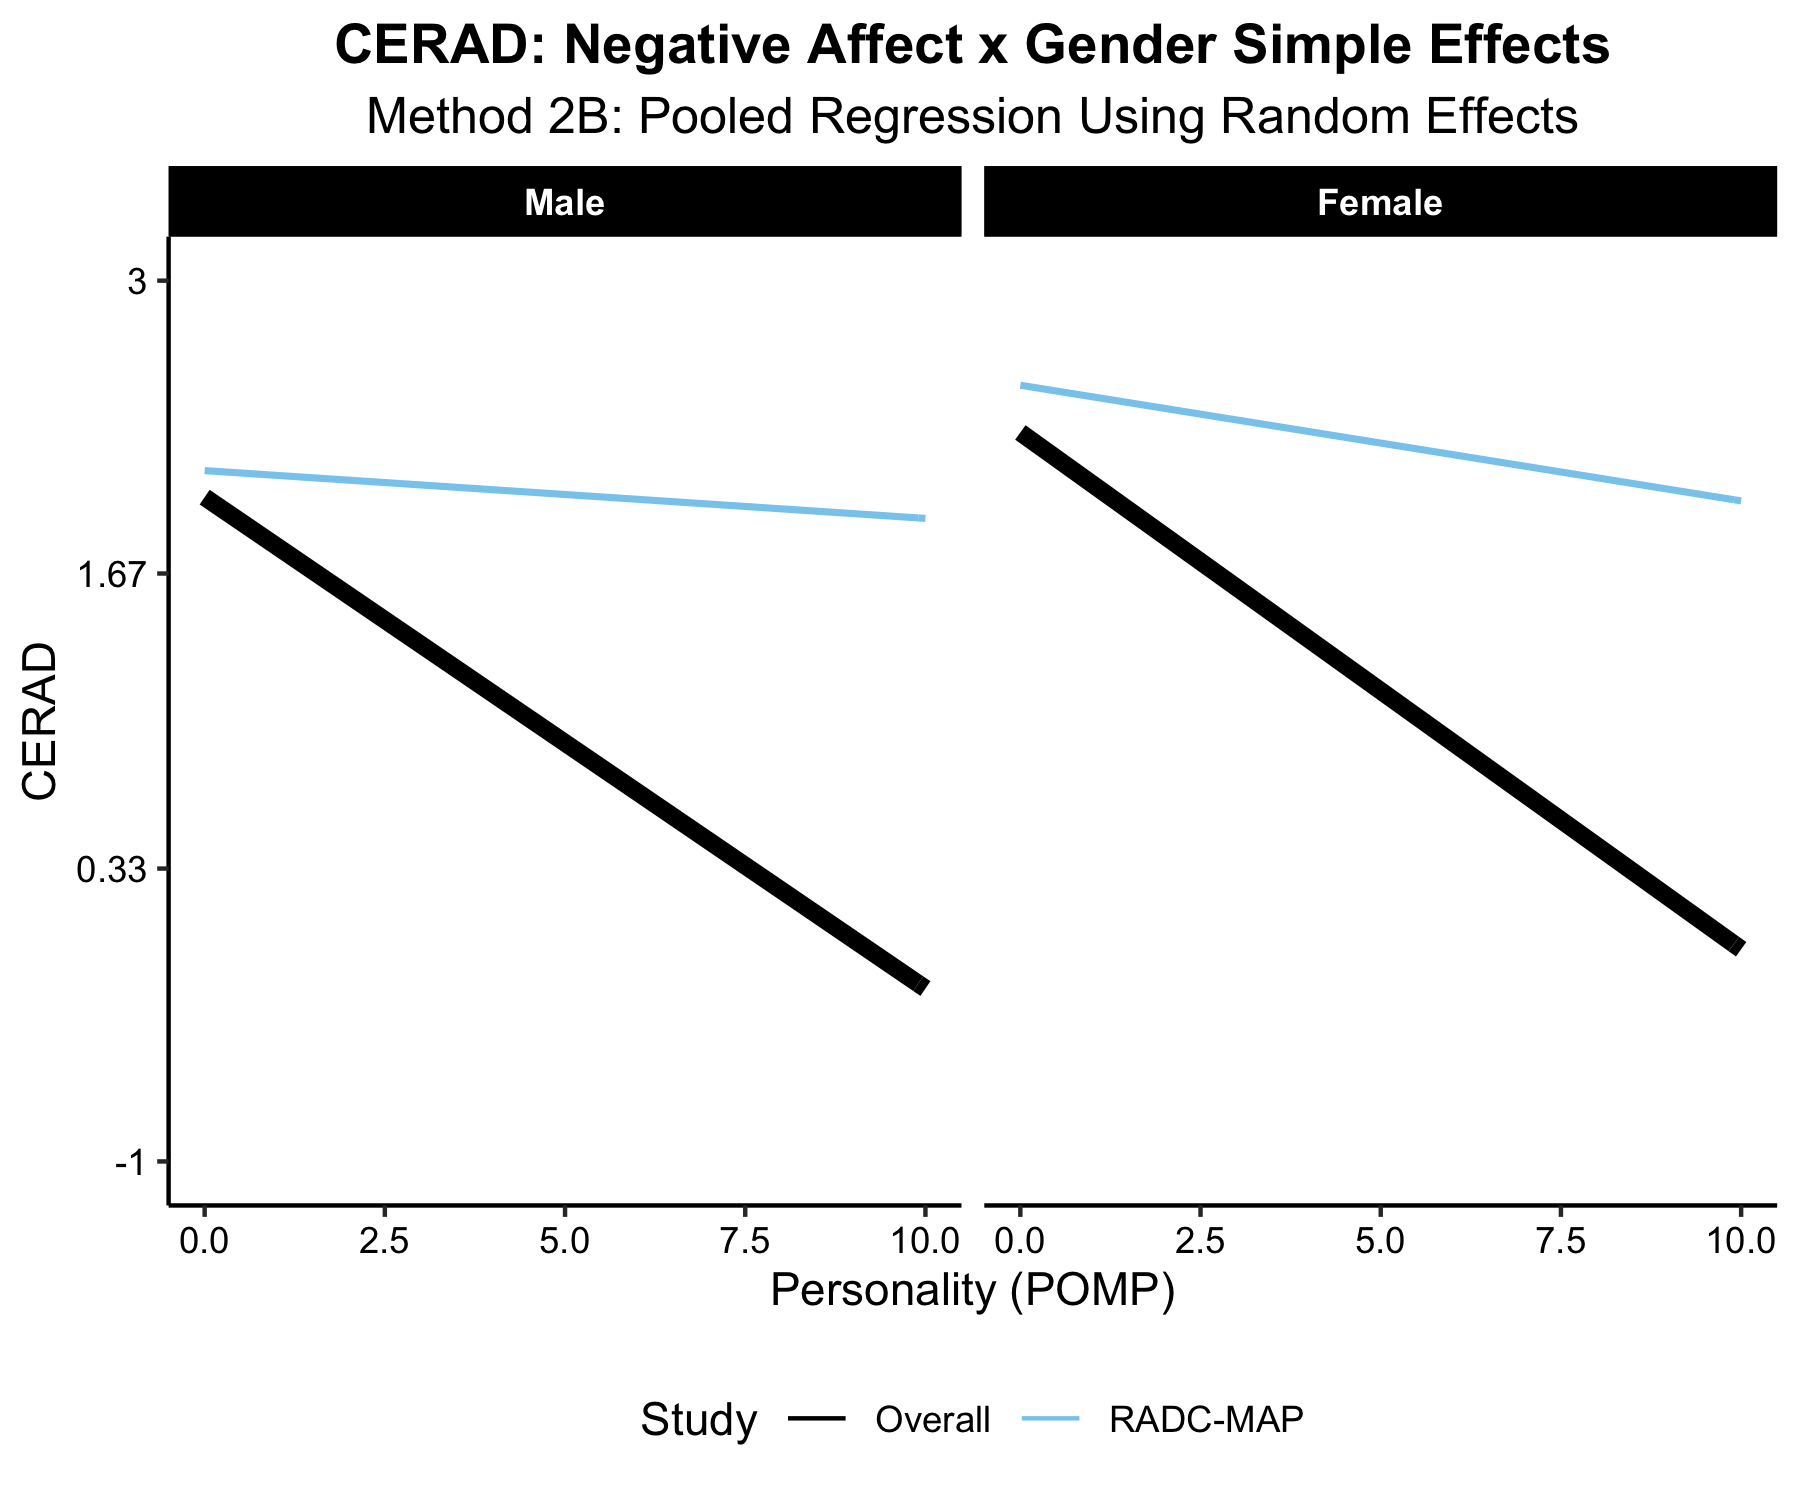 CERAD: Negative Affect x Gender Simple Effects
Method 2B: Pooled Regression Using Random Effects
Male
Female
3
1.67
0.33
-1
CERAD
0.0 2.5 5.0 7.5 10.0
0.0 2.5 5.0 7.5 10.0
Personality (POMP)
Study Overall RADC-MAP